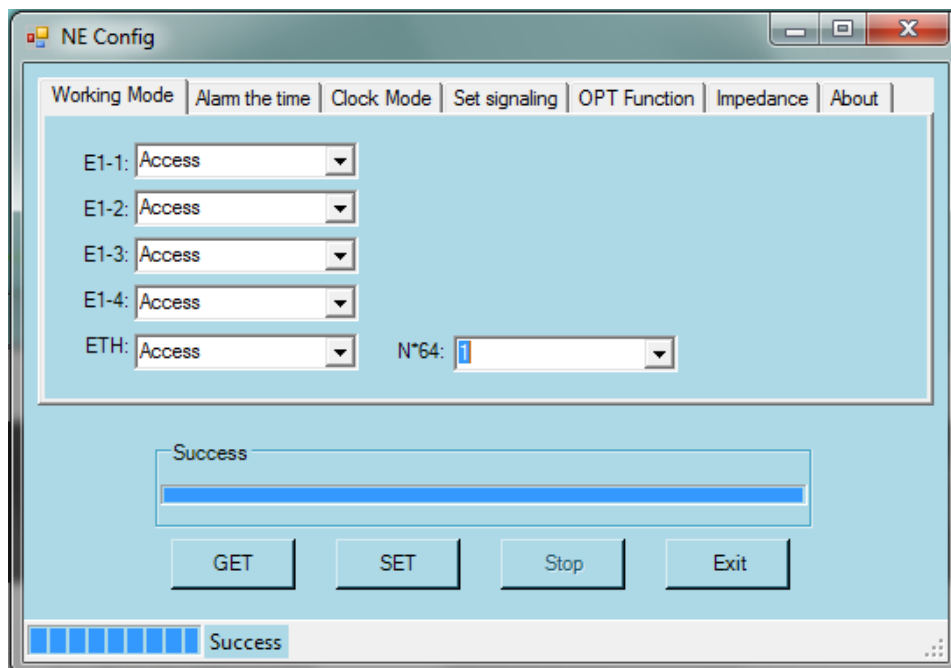 NE Config
Working Mode Alarm the time Clock Mode Set signaling OPT Function Impedance About
E1-1: Access
E1-2: Access
E1-3: Access
E1-4: Access
ETH: Access N*64: 1
Success
GET SET Stop Exit
Success